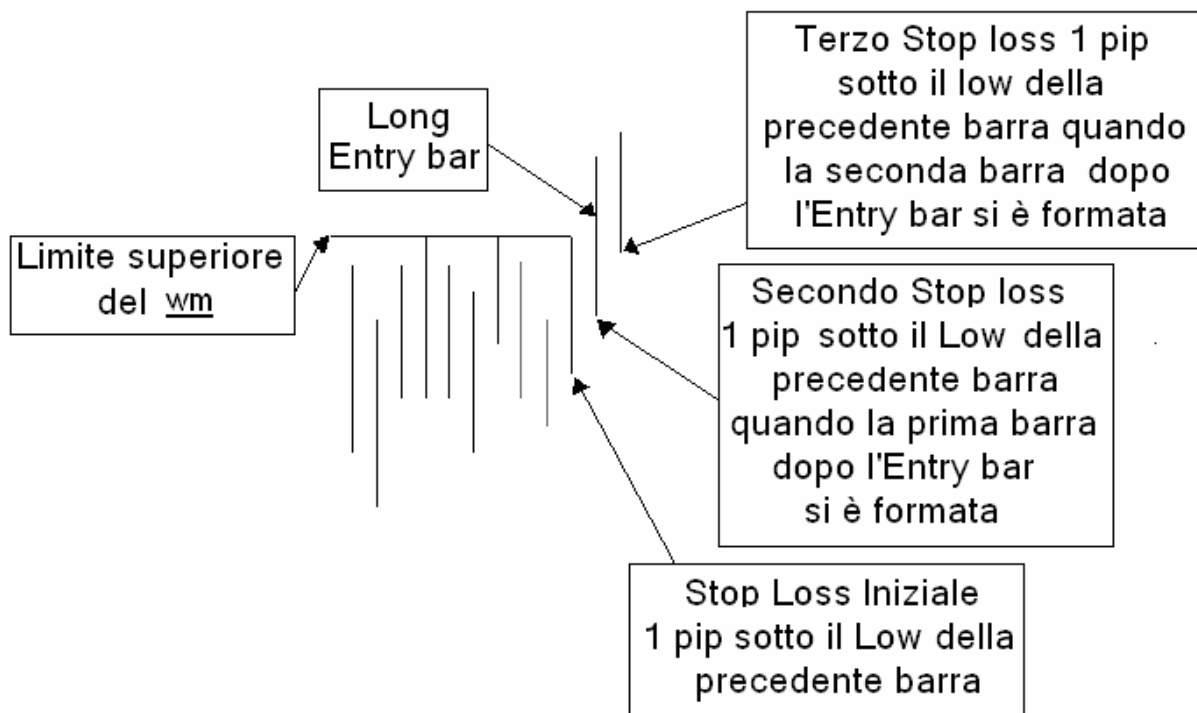 Terzo Stop loss 1 pip
sotto il low della
precedente barra quando
la seconda barra dopo
l'Entry bar si è formata
Long
Entry bar
Limite superiore
del wm
Secondo Stop loss
1 pip sotto il Low della
precedente barra
quando la prima barra
dopo l'Entry bar
si è formata
Stop Loss Iniziale
1 pip sotto il Low della
precedente barra